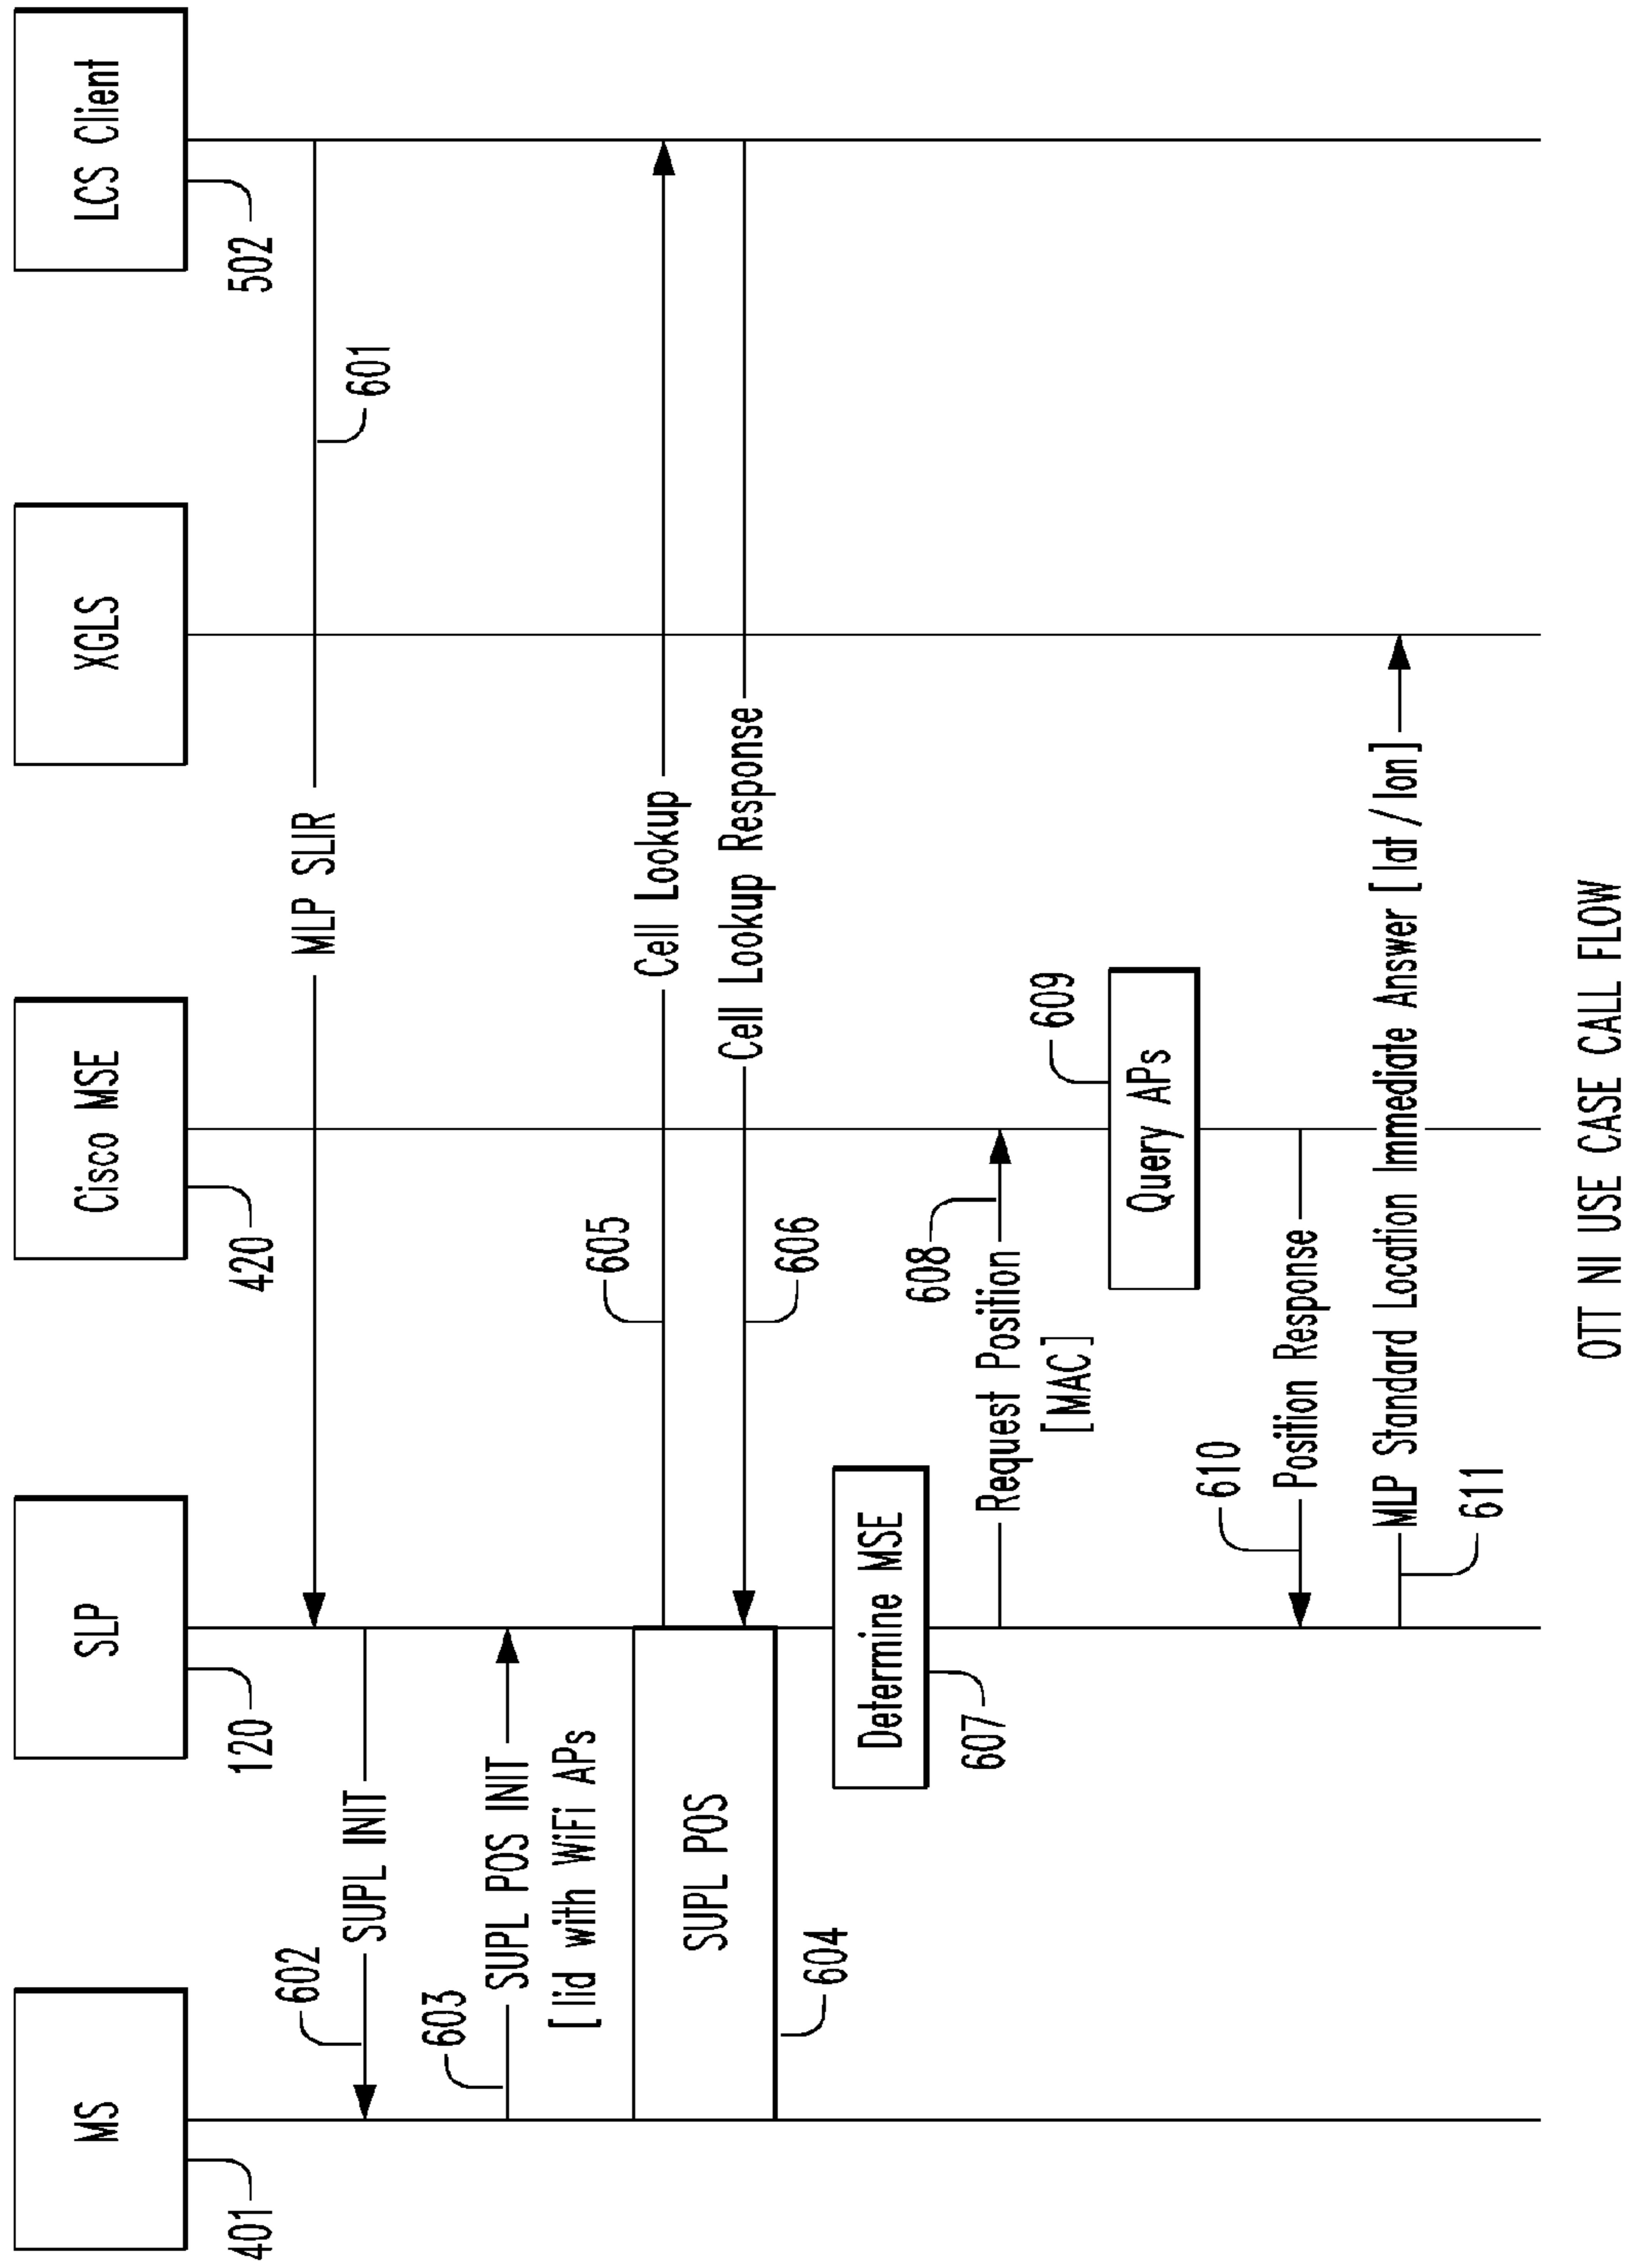 MS
SLP
Cisco MSE
XGLS
LCS Client
401
120
420
502
MLP SLIR
601
602
SUPL INIT
603
SUPL POS INIT
[lid with WiFi APs
SUPL POS
604
605
Cell Lookup
Cell Lookup Response
606
Determine MSE
607
608
Request Position
[MAC]
609
Query APs
610
Position Response
MLP Standard Location Immediate Answer [lat/lon]
611
OTT NI USE CASE CALL FLOW